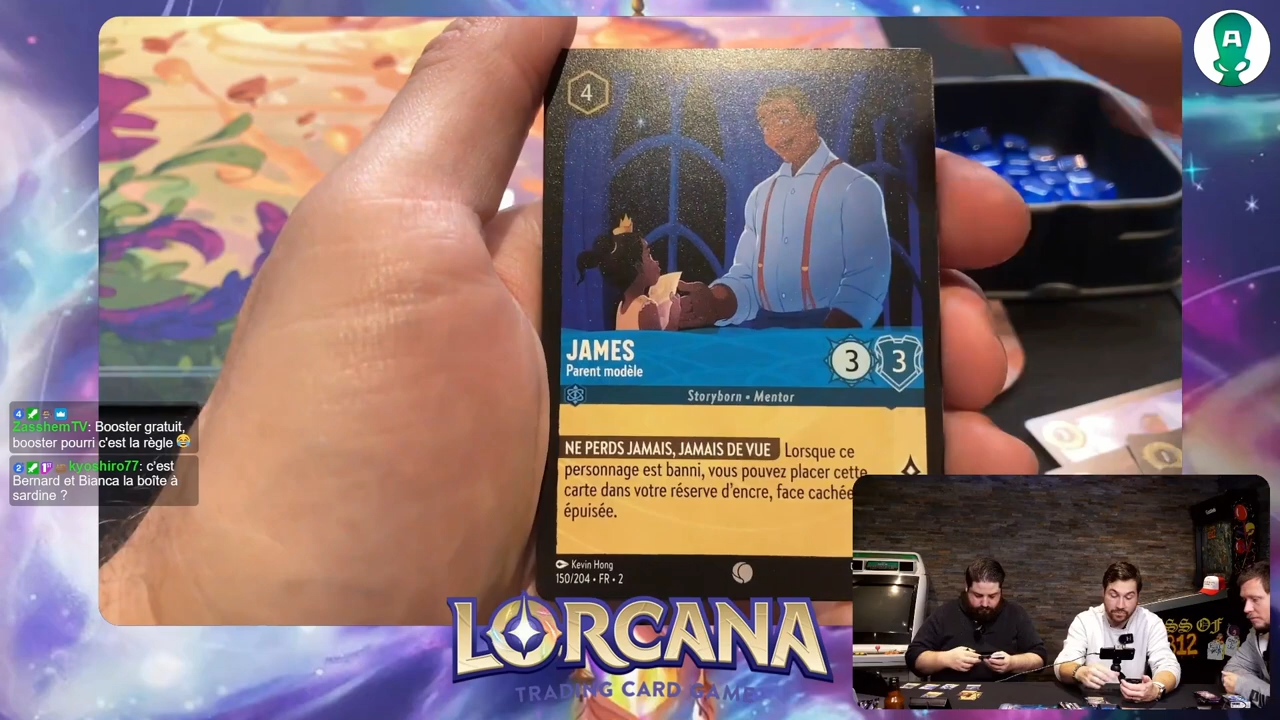 4
JAMES
Parent modèle
3 3
Storyborn • Mentor
NE PERDS JAMAIS, JAMAIS DE VUE Lorsque ce
personnage est banni, vous pouvez placer cette
carte dans votre réserve d'encre, face cachée
épuisée.
Kevin Hong
150/204 • FR • 2
ZasshemTV: Booster gratuit,
booster pourri c'est la règle 😂
kyoshiro77: c'est
Bernard et Bianca la boîte à
sardine ?
LORCANA
TRADING CARD GAME
A